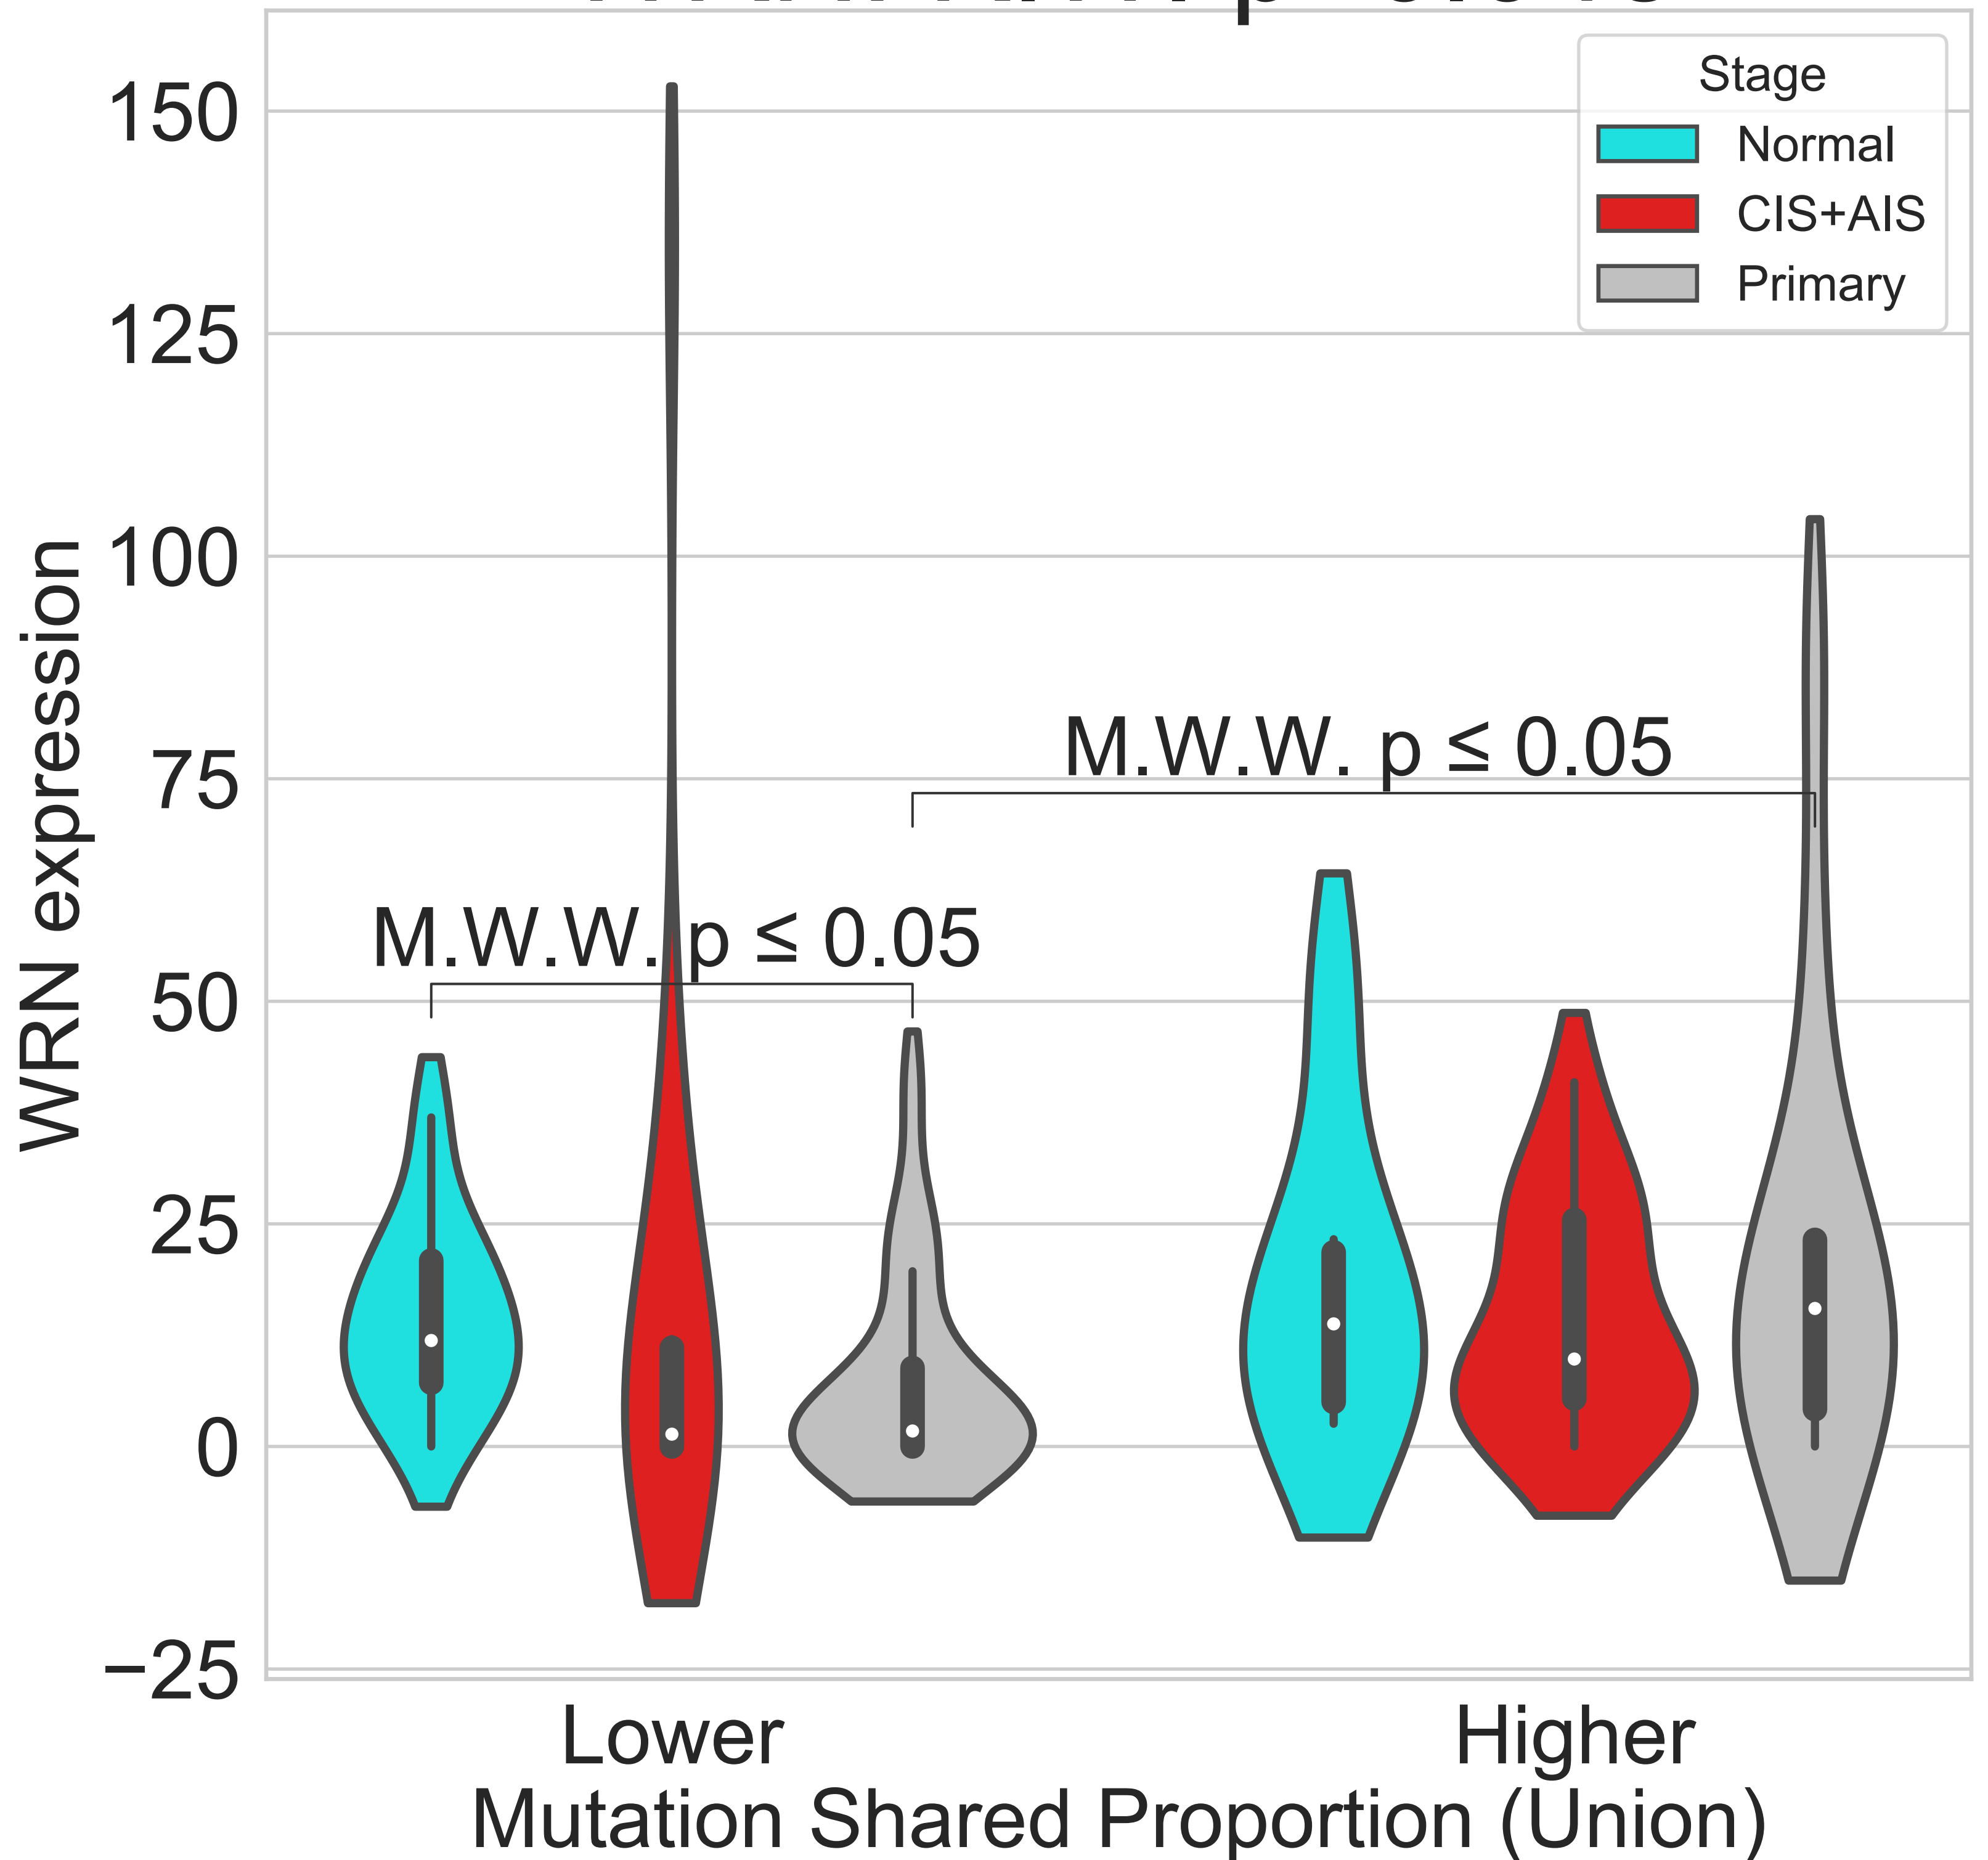 Stage
Normal
CIS+AIS
Primary
150
125
100
75
50
25
0
−25
WRN expression
M.W.W. p ≤ 0.05
M.W.W. p ≤ 0.05
Lower
Higher
Mutation Shared Proportion (Union)